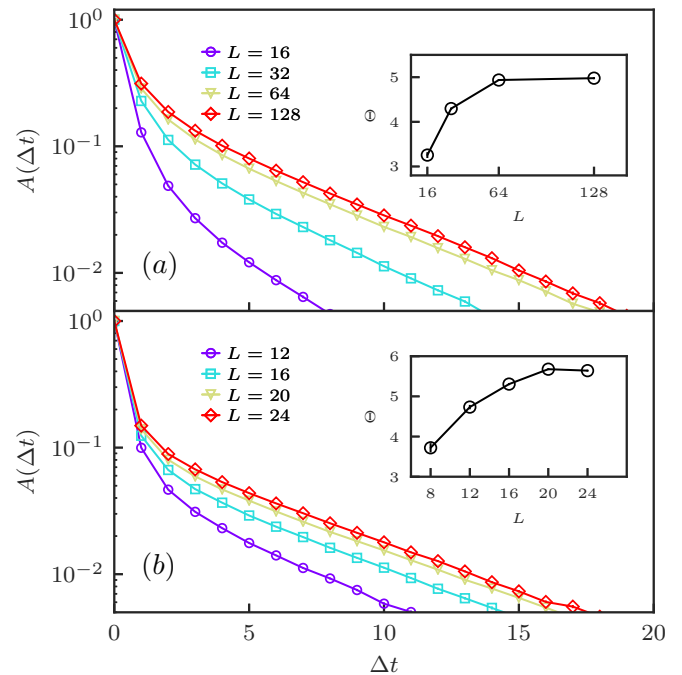 10^0
10^{-1}
10^{-2}
A(Δt)
L = 16
L = 32
L = 64
L = 128
(a)
5
4
3
Θ
16 64 128
L
10^0
10^{-1}
10^{-2}
A(Δt)
L = 12
L = 16
L = 20
L = 24
(b)
6
5
4
3
Θ
8 12 16 20 24
L
0 5 10 15 20
Δt